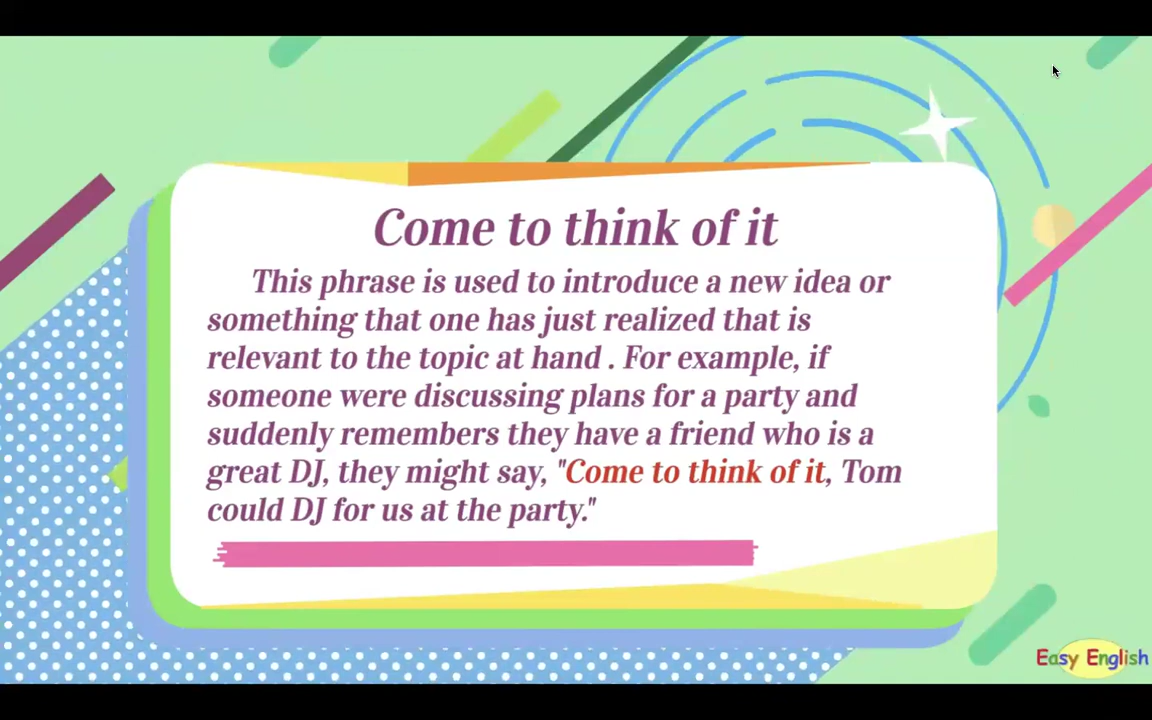 Come to think of it
This phrase is used to introduce a new idea or
something that one has just realized that is
relevant to the topic at hand . For example, if
someone were discussing plans for a party and
suddenly remembers they have a friend who is a
great DJ, they might say, "Come to think of it, Tom
could DJ for us at the party."
Easy English